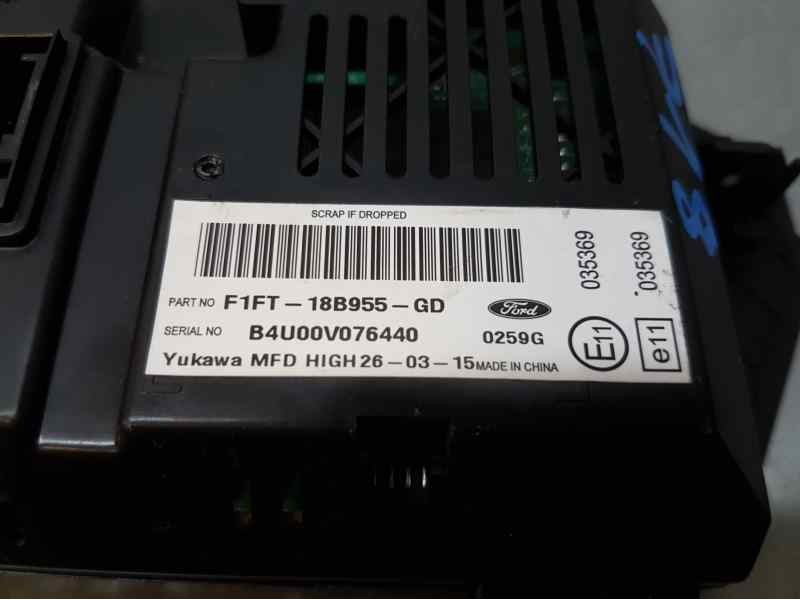 SCRAP IF DROPPED
PART NO F1FT-18B955-GD
Ford
SERIAL NO B4U00V076440 0259G
Yukawa MFD HIGH 26-03-15 MADE IN CHINA
035369
035369
E11
e11